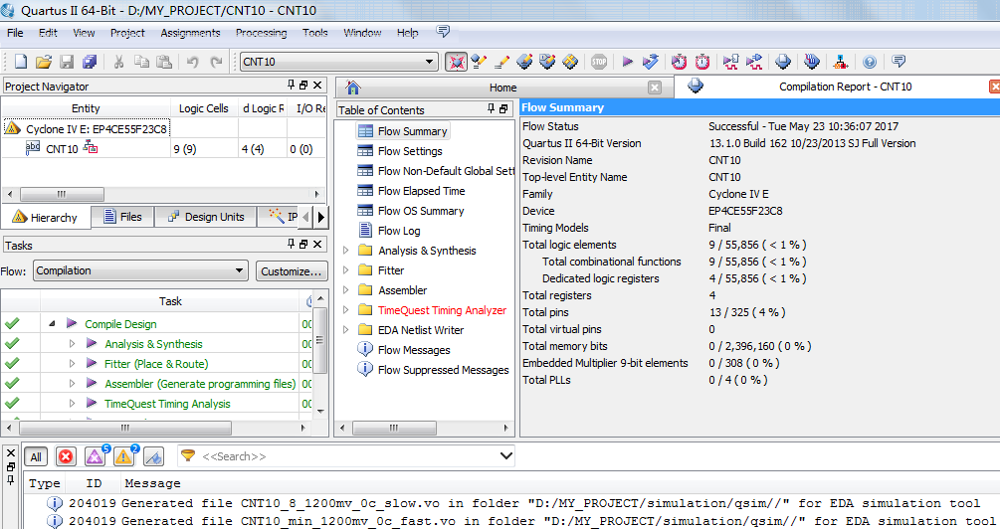 Quartus II 64-Bit - D:/MY_PROJECT/CNT10 - CNT10
File Edit View Project Assignments Processing Tools Window Help
CNT10
Project Navigator
Entity Logic Cells d Logic R I/O Re
Cyclone IV E: EP4CE55F23C8
abd CNT10 9 (9) 4 (4) 0 (0)
Hierarchy Files Design Units IP
Tasks
Flow: Compilation Customize...
Task
Compile Design 00
Analysis & Synthesis 00
Fitter (Place & Route) 00
Assembler (Generate programming files) 00
TimeQuest Timing Analysis 00
Home
Compilation Report - CNT10
Table of Contents
Flow Summary
Flow Settings
Flow Non-Default Global Sett
Flow Elapsed Time
Flow OS Summary
Flow Log
Analysis & Synthesis
Fitter
Assembler
TimeQuest Timing Analyzer
EDA Netlist Writer
Flow Messages
Flow Suppressed Messages
Flow Summary
Flow Status Successful - Tue May 23 10:36:07 2017
Quartus II 64-Bit Version 13.1.0 Build 162 10/23/2013 SJ Full Version
Revision Name CNT10
Top-level Entity Name CNT10
Family Cyclone IV E
Device EP4CE55F23C8
Timing Models Final
Total logic elements 9 / 55,856 ( < 1 % )
Total combinational functions 9 / 55,856 ( < 1 % )
Dedicated logic registers 4 / 55,856 ( < 1 % )
Total registers 4
Total pins 13 / 325 ( 4 % )
Total virtual pins 0
Total memory bits 0 / 2,396,160 ( 0 % )
Embedded Multiplier 9-bit elements 0 / 308 ( 0 % )
Total PLLs 0 / 4 ( 0 % )
All 5 2 <<Search>>
Type ID Message
204019 Generated file CNT10_8_1200mv_0c_slow.vo in folder "D:/MY_PROJECT/simulation/qsim//" for EDA simulation tool
204019 Generated file CNT10_min_1200mv_0c_fast.vo in folder "D:/MY_PROJECT/simulation/qsim//" for EDA simulation tool